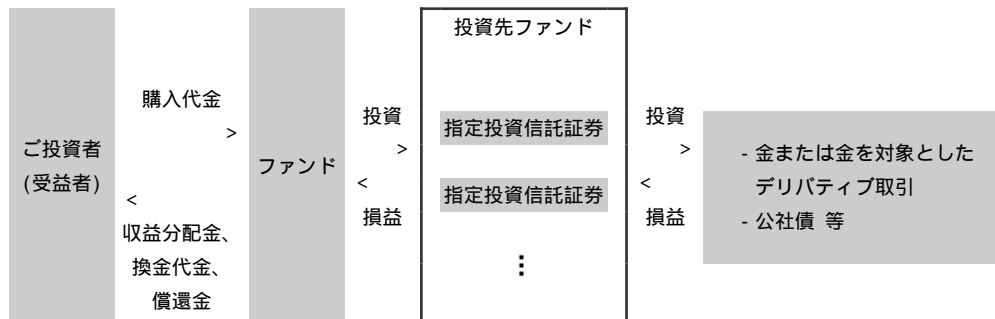 ご投資者
(受益者)
購入代金
>
<
収益分配金、
換金代金、
償還金
ファンド
投資
>
<
損益
投資先ファンド
指定投資信託証券
指定投資信託証券
⋮
投資
>
<
損益
- 金または金を対象とした
デリバティブ取引
- 公社債 等